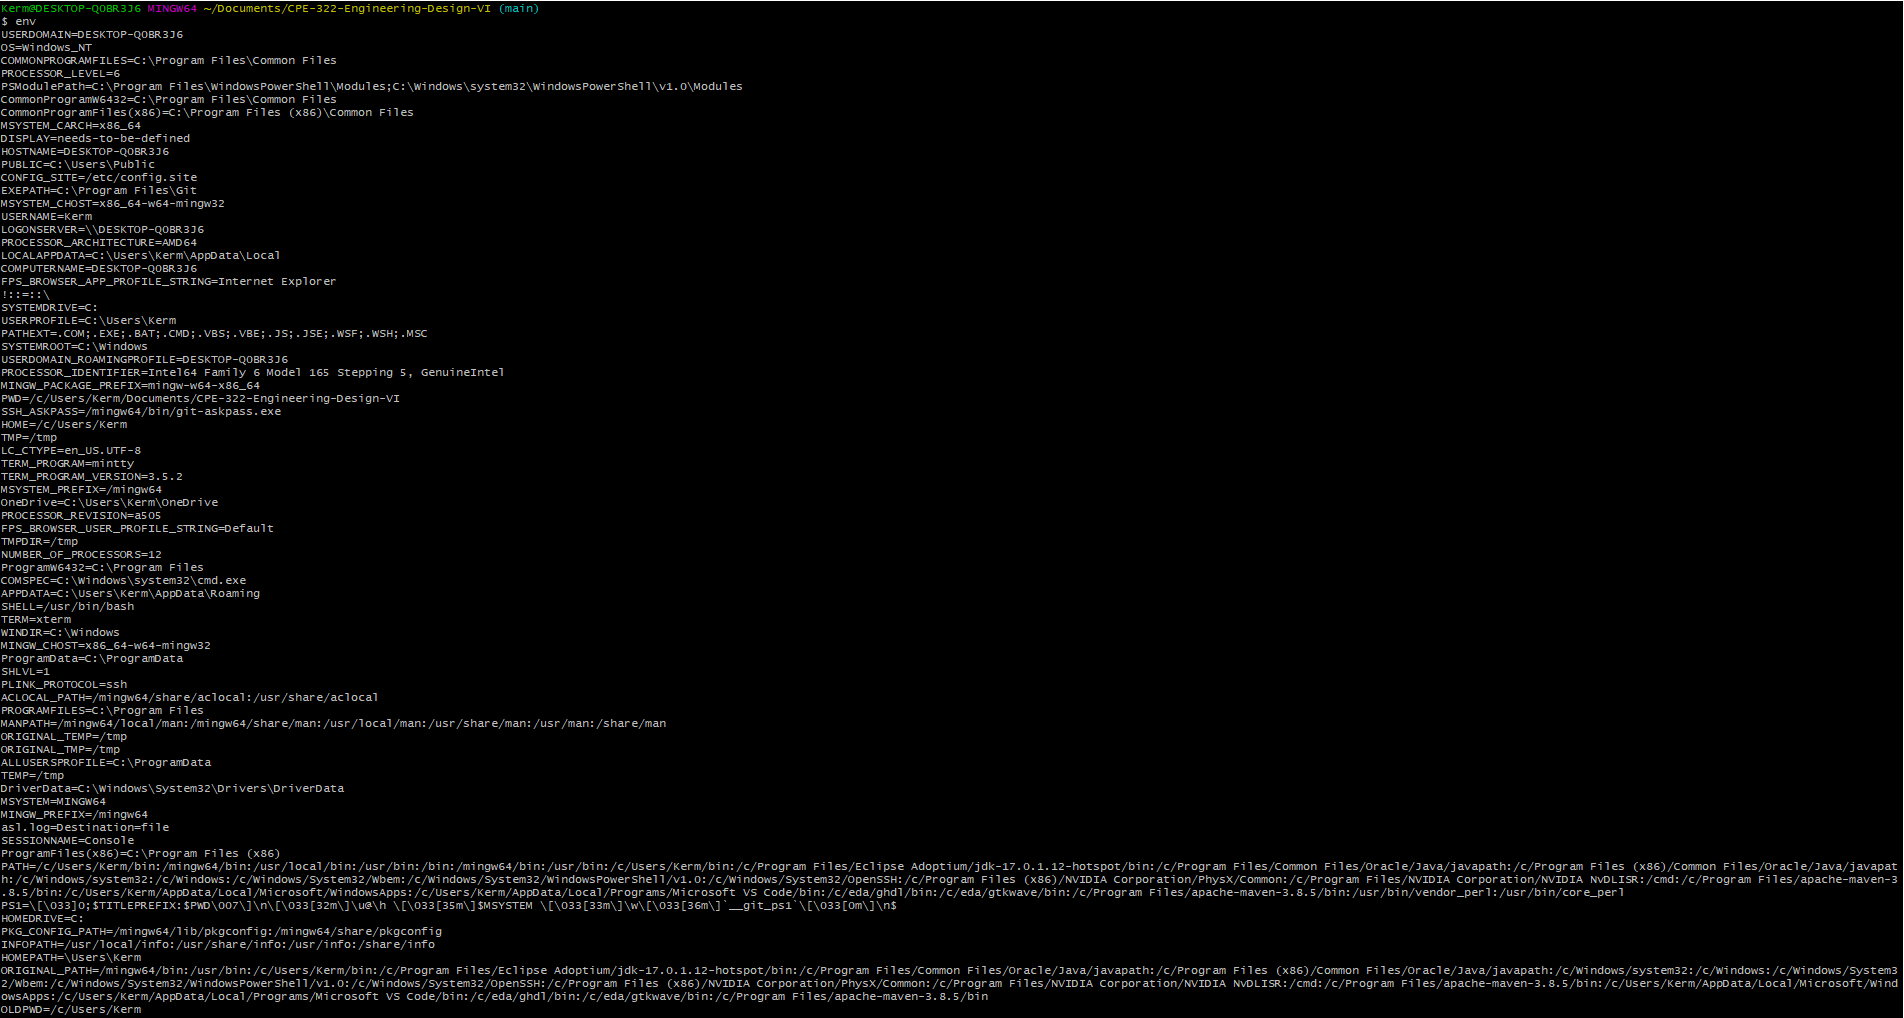 Kerm@DESKTOP-QOBR3J6 MINGW64 ~/Documents/CPE-322-Engineering-Design-VI (main)
$ env
USERDOMAIN=DESKTOP-QOBR3J6
OS=Windows_NT
COMMONPROGRAMFILES=C:\Program Files\Common Files
PROCESSOR_LEVEL=6
PSModulePath=C:\Program Files\WindowsPowerShell\Modules;C:\Windows\system32\WindowsPowerShell\v1.0\Modules
CommonProgramW6432=C:\Program Files\Common Files
CommonProgramFiles(x86)=C:\Program Files (x86)\Common Files
MSYSTEM_CARCH=x86_64
DISPLAY=needs-to-be-defined
HOSTNAME=DESKTOP-QOBR3J6
PUBLIC=C:\Users\Public
CONFIG_SITE=/etc/config.site
EXEPATH=C:\Program Files\Git
MSYSTEM_CHOST=x86_64-w64-mingw32
USERNAME=Kerm
LOGONSERVER=\\DESKTOP-QOBR3J6
PROCESSOR_ARCHITECTURE=AMD64
LOCALAPPDATA=C:\Users\Kerm\AppData\Local
COMPUTERNAME=DESKTOP-QOBR3J6
FPS_BROWSER_APP_PROFILE_STRING=Internet Explorer
!::=::\
SYSTEMDRIVE=C:
USERPROFILE=C:\Users\Kerm
PATHEXT=.COM;.EXE;.BAT;.CMD;.VBS;.VBE;.JS;.JSE;.WSF;.WSH;.MSC
SYSTEMROOT=C:\Windows
USERDOMAIN_ROAMINGPROFILE=DESKTOP-QOBR3J6
PROCESSOR_IDENTIFIER=Intel64 Family 6 Model 165 Stepping 5, GenuineIntel
MINGW_PACKAGE_PREFIX=mingw-w64-x86_64
PWD=/c/Users/Kerm/Documents/CPE-322-Engineering-Design-VI
SSH_ASKPASS=/mingw64/bin/git-askpass.exe
HOME=/c/Users/Kerm
TMP=/tmp
LC_CTYPE=en_US.UTF-8
TERM_PROGRAM=mintty
TERM_PROGRAM_VERSION=3.5.2
MSYSTEM_PREFIX=/mingw64
OneDrive=C:\Users\Kerm\OneDrive
PROCESSOR_REVISION=a505
FPS_BROWSER_USER_PROFILE_STRING=Default
TMPDIR=/tmp
NUMBER_OF_PROCESSORS=12
ProgramW6432=C:\Program Files
COMSPEC=C:\Windows\system32\cmd.exe
APPDATA=C:\Users\Kerm\AppData\Roaming
SHELL=/usr/bin/bash
TERM=xterm
WINDIR=C:\Windows
MINGW_CHOST=x86_64-w64-mingw32
ProgramData=C:\ProgramData
SHLVL=1
PLINK_PROTOCOL=ssh
ACLOCAL_PATH=/mingw64/share/aclocal:/usr/share/aclocal
PROGRAMFILES=C:\Program Files
MANPATH=/mingw64/local/man:/mingw64/share/man:/usr/local/man:/usr/share/man:/usr/man:/share/man
ORIGINAL_TEMP=/tmp
ORIGINAL_TMP=/tmp
ALLUSERSPROFILE=C:\ProgramData
TEMP=/tmp
DriverData=C:\Windows\System32\Drivers\DriverData
MSYSTEM=MINGW64
MINGW_PREFIX=/mingw64
asl.log=Destination=file
SESSIONNAME=Console
ProgramFiles(x86)=C:\Program Files (x86)
PATH=/c/Users/Kerm/bin:/mingw64/bin:/usr/local/bin:/usr/bin:/bin:/mingw64/bin:/usr/bin:/c/Users/Kerm/bin:/c/Program Files/Eclipse Adoptium/jdk-17.0.1.12-hotspot/bin:/c/Program Files/Common Files/Oracle/Java/javapath:/c/Program Files (x86)/Common Files/Oracle/Java/javapat
h:/c/Windows/system32:/c/Windows:/c/Windows/System32/Wbem:/c/Windows/System32/WindowsPowerShell/v1.0:/c/Windows/System32/OpenSSH:/c/Program Files (x86)/NVIDIA Corporation/PhysX/Common:/c/Program Files/NVIDIA Corporation/NVIDIA NvDLISR:/cmd:/c/Program Files/apache-maven-3
.8.5/bin:/c/Users/Kerm/AppData/Local/Microsoft/WindowsApps:/c/Users/Kerm/AppData/Local/Programs/Microsoft VS Code/bin:/c/eda/ghdl/bin:/c/eda/gtkwave/bin:/c/Program Files/apache-maven-3.8.5/bin:/usr/bin/vendor_perl:/usr/bin/core_perl
PS1=\[\033]0;$TITLEPREFIX:$PWD\007\]\n\[\033[32m\]\u@\h \[\033[35m\]$MSYSTEM \[\033[33m\]\w\[\033[36m\]`__git_ps1`\[\033[0m\]\n$
HOMEDRIVE=C:
PKG_CONFIG_PATH=/mingw64/lib/pkgconfig:/mingw64/share/pkgconfig
INFOPATH=/usr/local/info:/usr/share/info:/usr/info:/share/info
HOMEPATH=\Users\Kerm
ORIGINAL_PATH=/mingw64/bin:/usr/bin:/c/Users/Kerm/bin:/c/Program Files/Eclipse Adoptium/jdk-17.0.1.12-hotspot/bin:/c/Program Files/Common Files/Oracle/Java/javapath:/c/Program Files (x86)/Common Files/Oracle/Java/javapath:/c/Windows/system32:/c/Windows:/c/Windows/System3
2/Wbem:/c/Windows/System32/WindowsPowerShell/v1.0:/c/Windows/System32/OpenSSH:/c/Program Files (x86)/NVIDIA Corporation/PhysX/Common:/c/Program Files/NVIDIA Corporation/NVIDIA NvDLISR:/cmd:/c/Program Files/apache-maven-3.8.5/bin:/c/Users/Kerm/AppData/Local/Microsoft/Wind
owsApps:/c/Users/Kerm/AppData/Local/Programs/Microsoft VS Code/bin:/c/eda/ghdl/bin:/c/eda/gtkwave/bin:/c/Program Files/apache-maven-3.8.5/bin
OLDPWD=/c/Users/Kerm